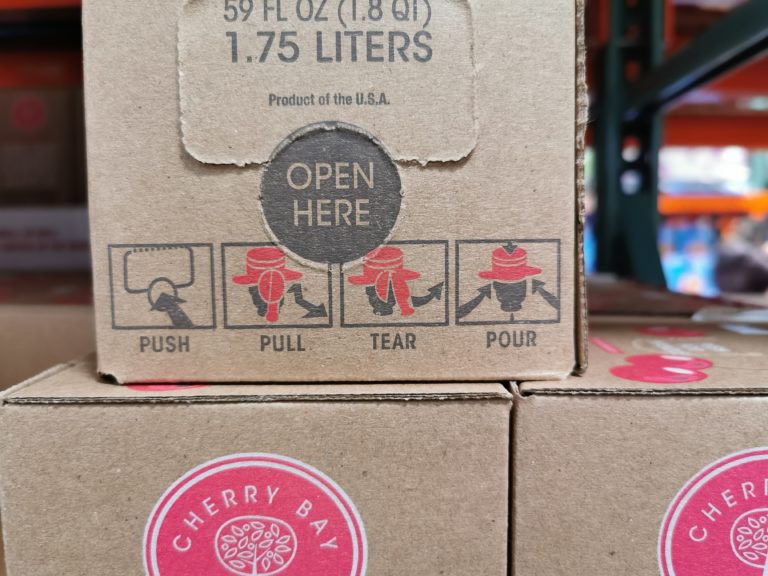 59 FL OZ (1.8 QT)
1.75 LITERS
Product of the U.S.A.
OPEN
HERE
PUSH PULL TEAR POUR
CHERRY BAY
CHERRY